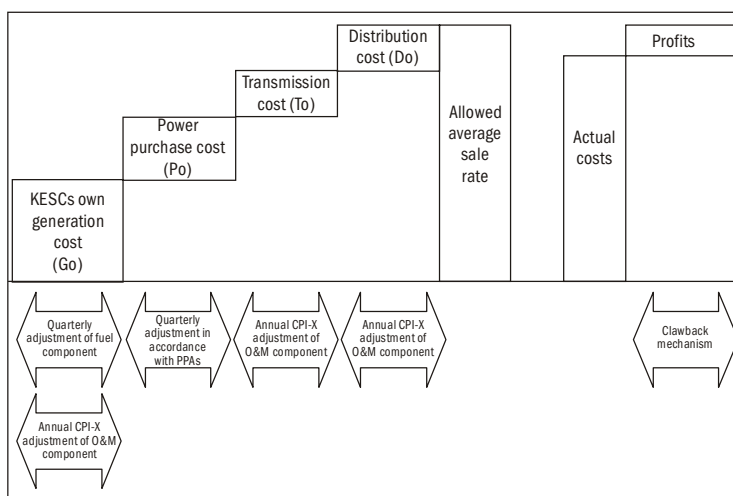 Distribution
cost (Do)
Profits
Transmission
cost (To)
Allowed
average
sale
rate
Actual
costs
Power
purchase cost
(Po)
KESCs own
generation
cost
(Go)
Quarterly
adjustment of fuel
component
Quarterly
adjustment in
accordance
with PPAs
Annual CPI-X
adjustment of
O&M component
Annual CPI-X
adjustment of
O&M component
Clawback
mechanism
Annual CPI-X
adjustment of O&M
component